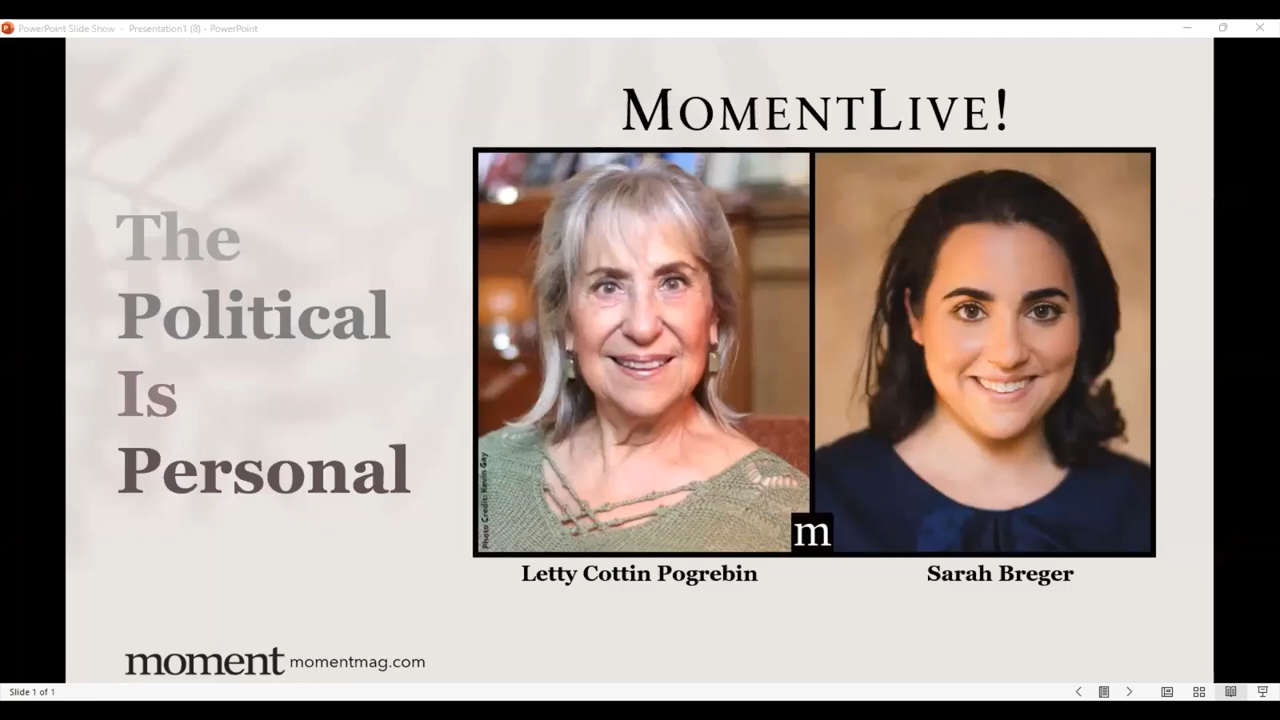 PowerPoint Slide Show - Presentation1 (8) - PowerPoint
MOMENTLIVE!
The
Political
Is
Personal
Photo Credit: Kevin Gay
m
Letty Cottin Pogrebin
Sarah Breger
moment momentmag.com
Slide 1 of 1